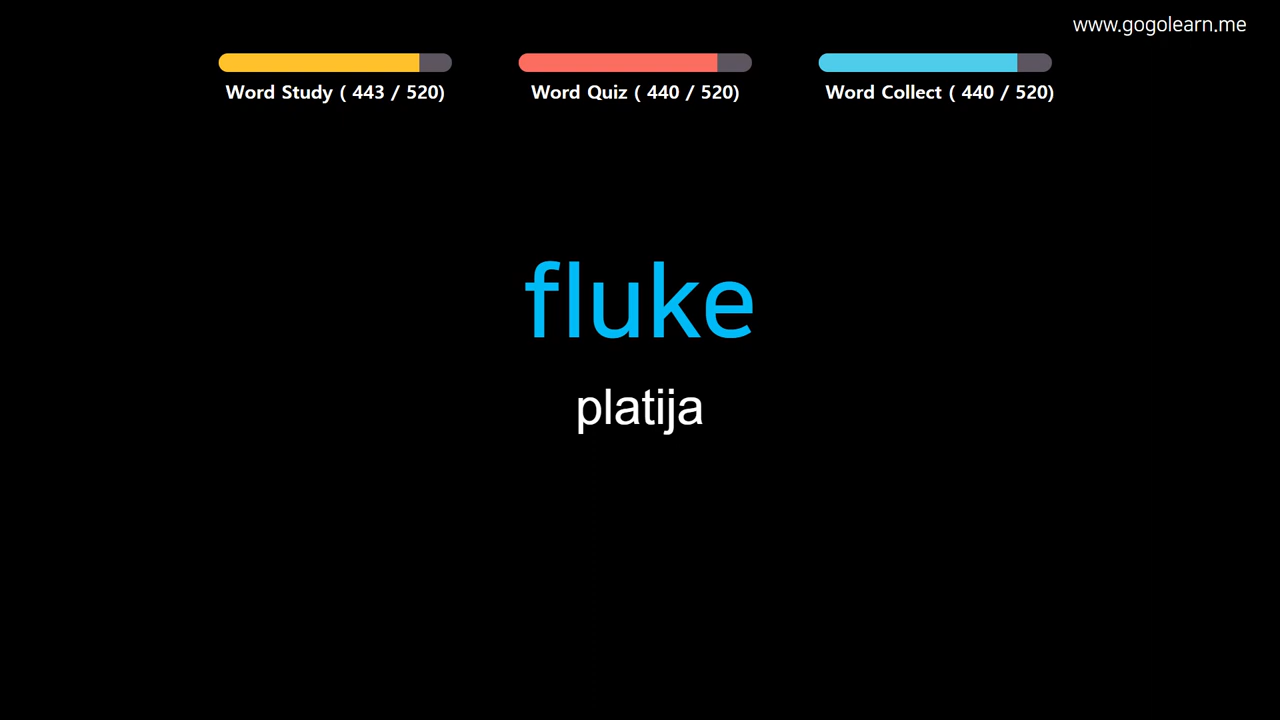 www.gogolearn.me
Word Study ( 443 / 520)
Word Quiz ( 440 / 520)
Word Collect ( 440 / 520)
fluke
platija